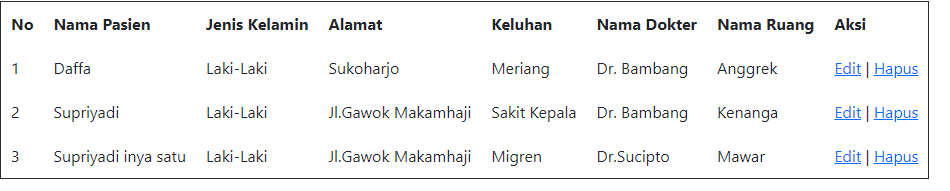 No Nama Pasien Jenis Kelamin Alamat Keluhan Nama Dokter Nama Ruang Aksi
1 Daffa Laki-Laki Sukoharjo Meriang Dr. Bambang Anggrek Edit | Hapus
2 Supriyadi Laki-Laki Jl.Gawok Makamhaji Sakit Kepala Dr. Bambang Kenanga Edit | Hapus
3 Supriyadi inya satu Laki-Laki Jl.Gawok Makamhaji Migren Dr.Sucipto Mawar Edit | Hapus